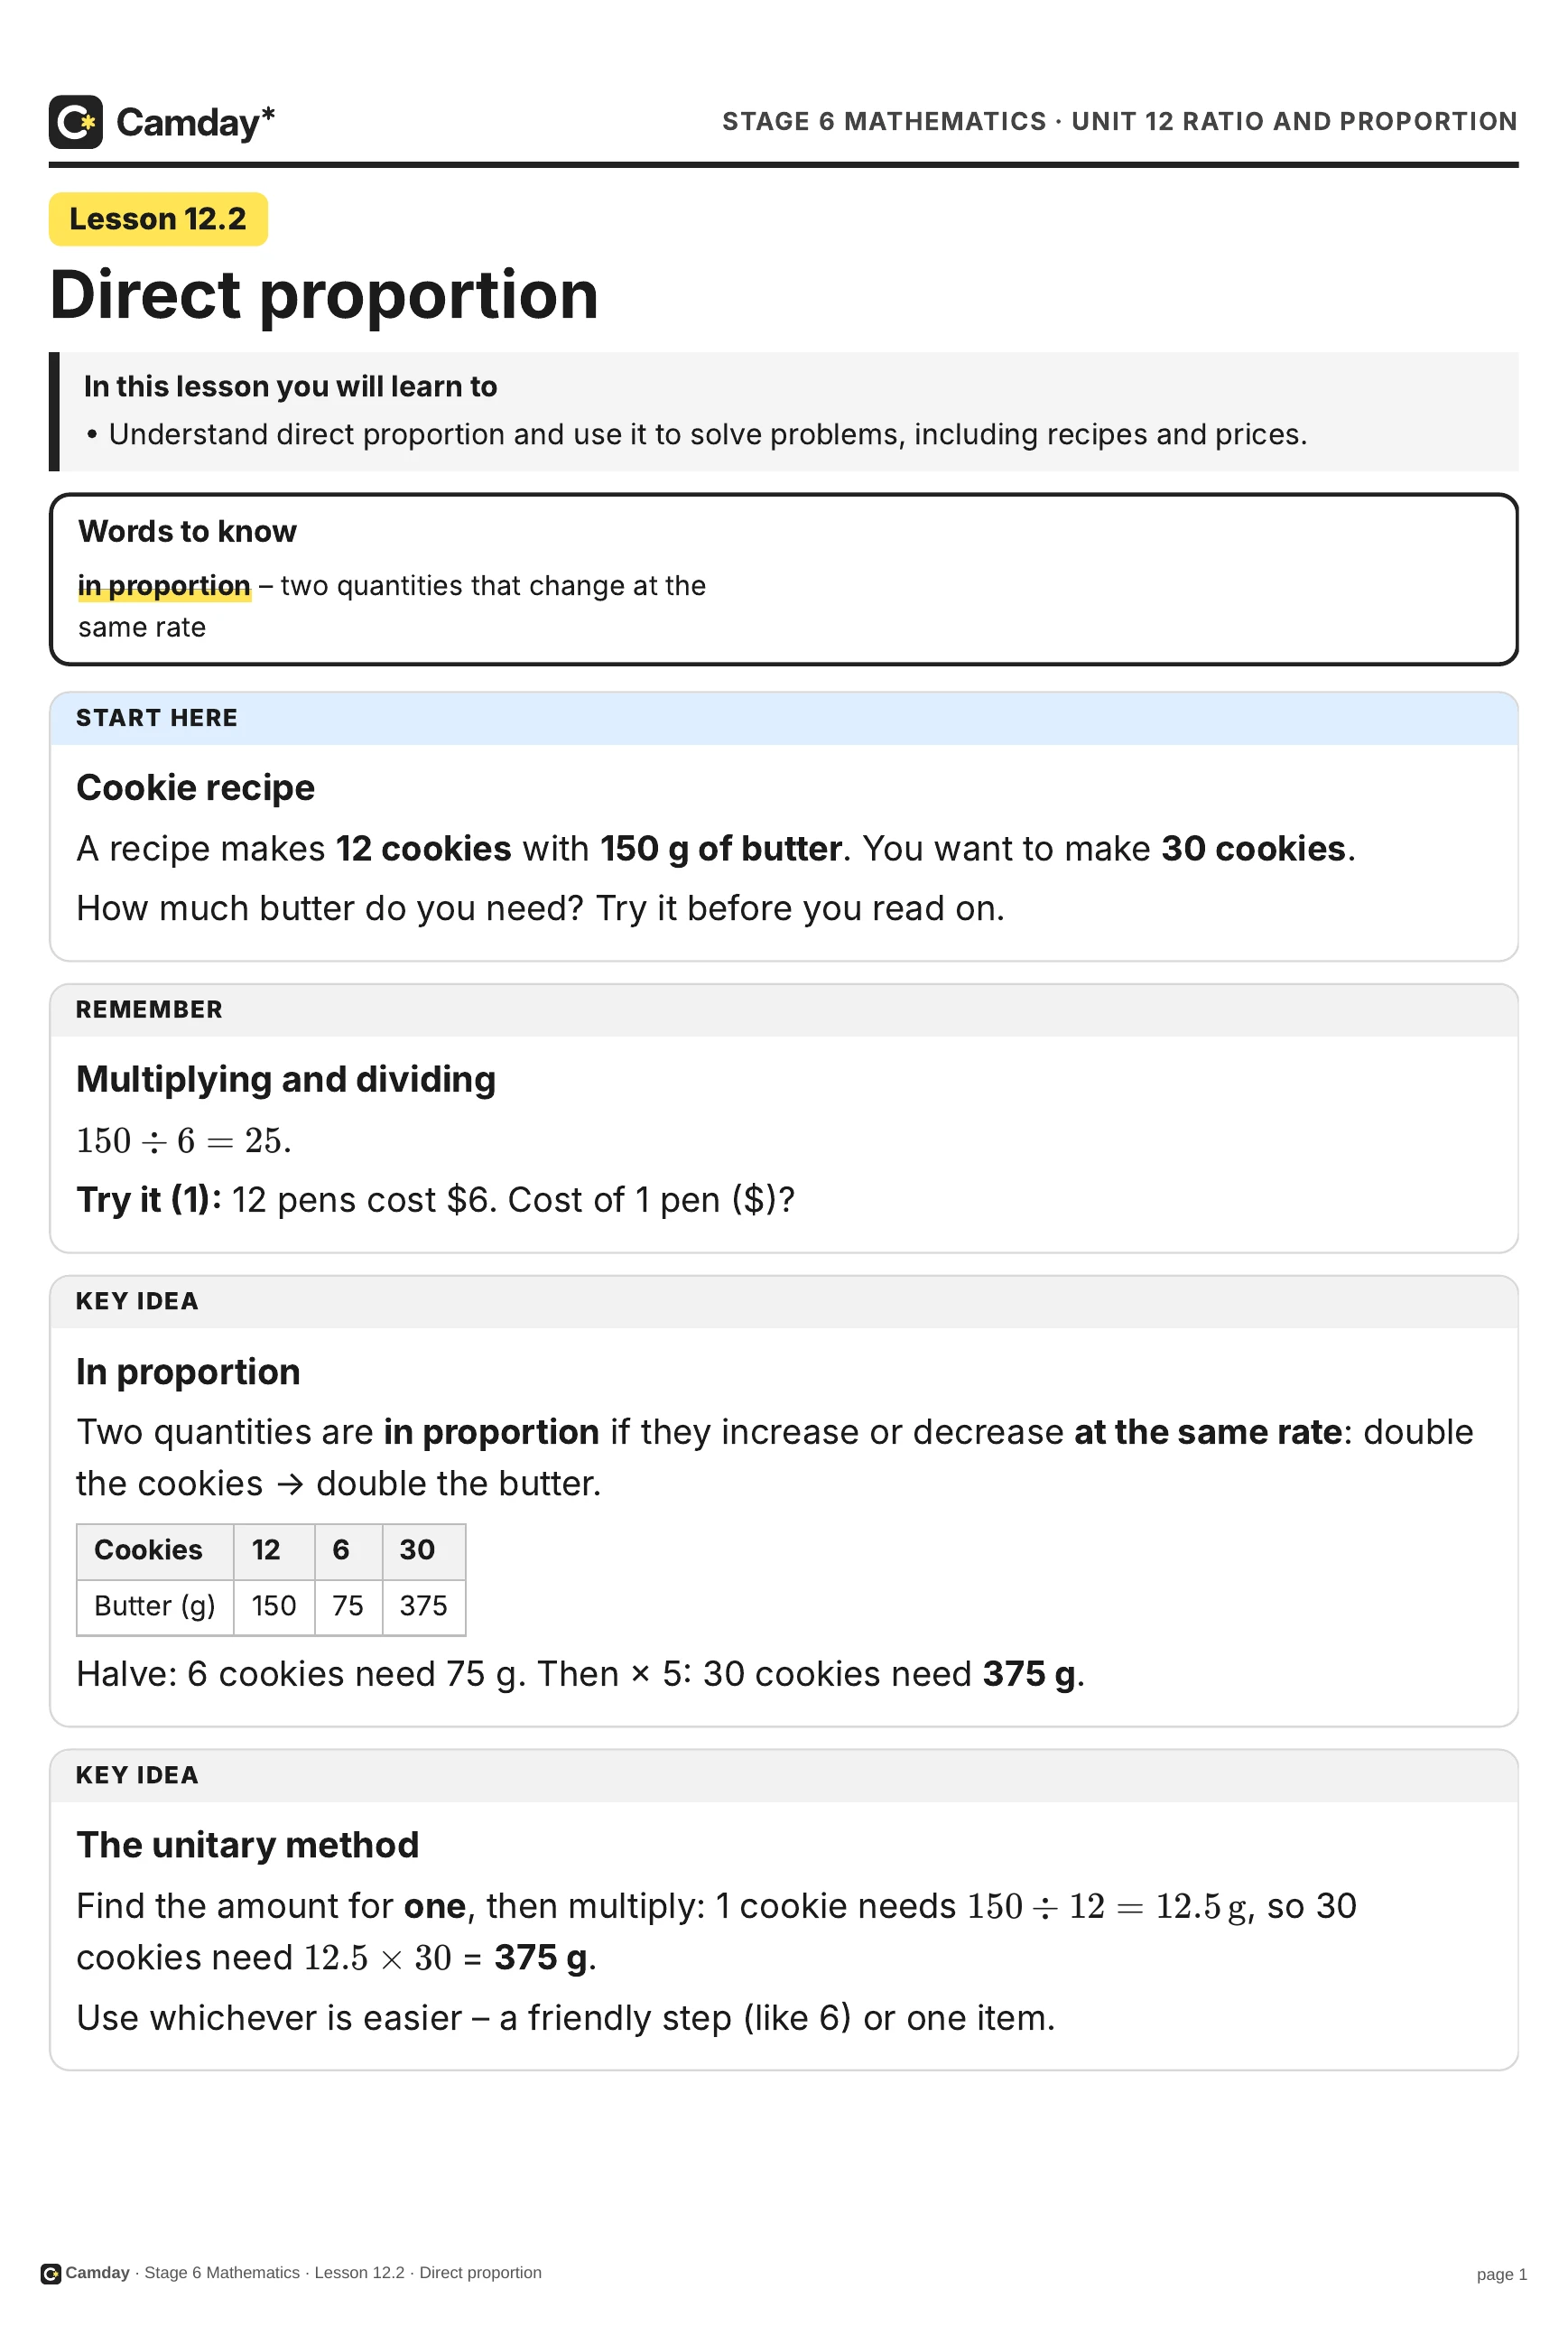 Camday*
STAGE 6 MATHEMATICS · UNIT 12 RATIO AND PROPORTION
Lesson 12.2
Direct proportion
In this lesson you will learn to
• Understand direct proportion and use it to solve problems, including recipes and prices.
Words to know
in proportion – two quantities that change at the
same rate
START HERE
Cookie recipe
A recipe makes 12 cookies with 150 g of butter. You want to make 30 cookies.
How much butter do you need? Try it before you read on.
REMEMBER
Multiplying and dividing
150 ÷ 6 = 25.
Try it (1): 12 pens cost $6. Cost of 1 pen ($)?
KEY IDEA
In proportion
Two quantities are in proportion if they increase or decrease at the same rate: double
the cookies → double the butter.
Cookies 12 6 30
Butter (g) 150 75 375
Halve: 6 cookies need 75 g. Then × 5: 30 cookies need 375 g.
KEY IDEA
The unitary method
Find the amount for one, then multiply: 1 cookie needs 150 ÷ 12 = 12.5 g, so 30
cookies need 12.5 × 30 = 375 g.
Use whichever is easier – a friendly step (like 6) or one item.
Camday · Stage 6 Mathematics · Lesson 12.2 · Direct proportion
page 1